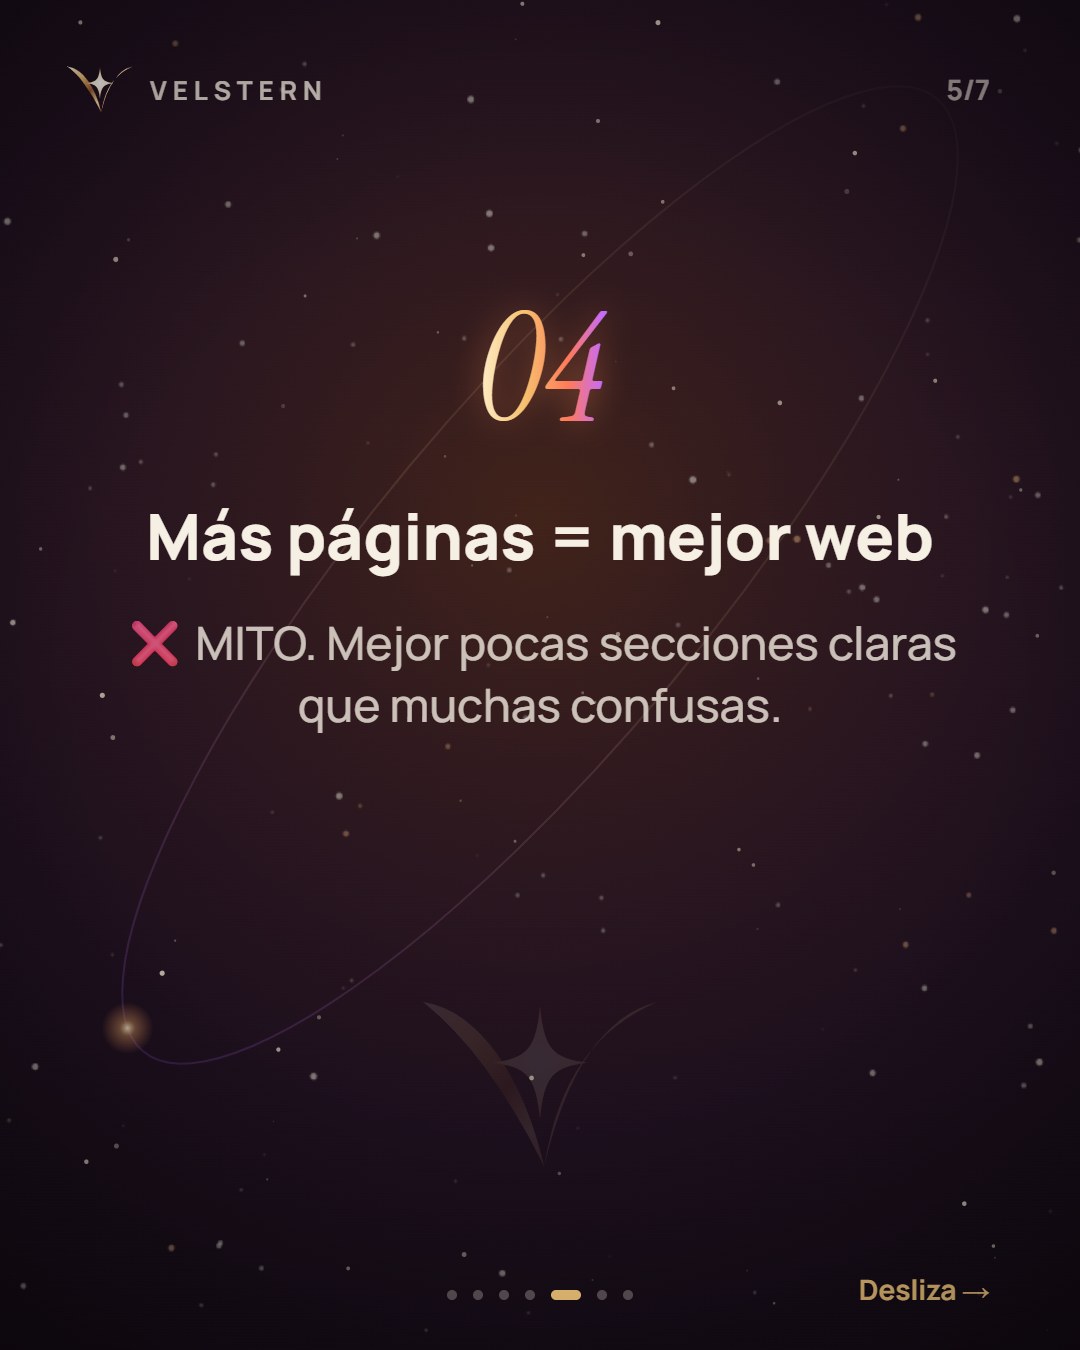 VELSTERN
5/7
04
Más páginas = mejor web
❌ MITO. Mejor pocas secciones claras
que muchas confusas.
Desliza →